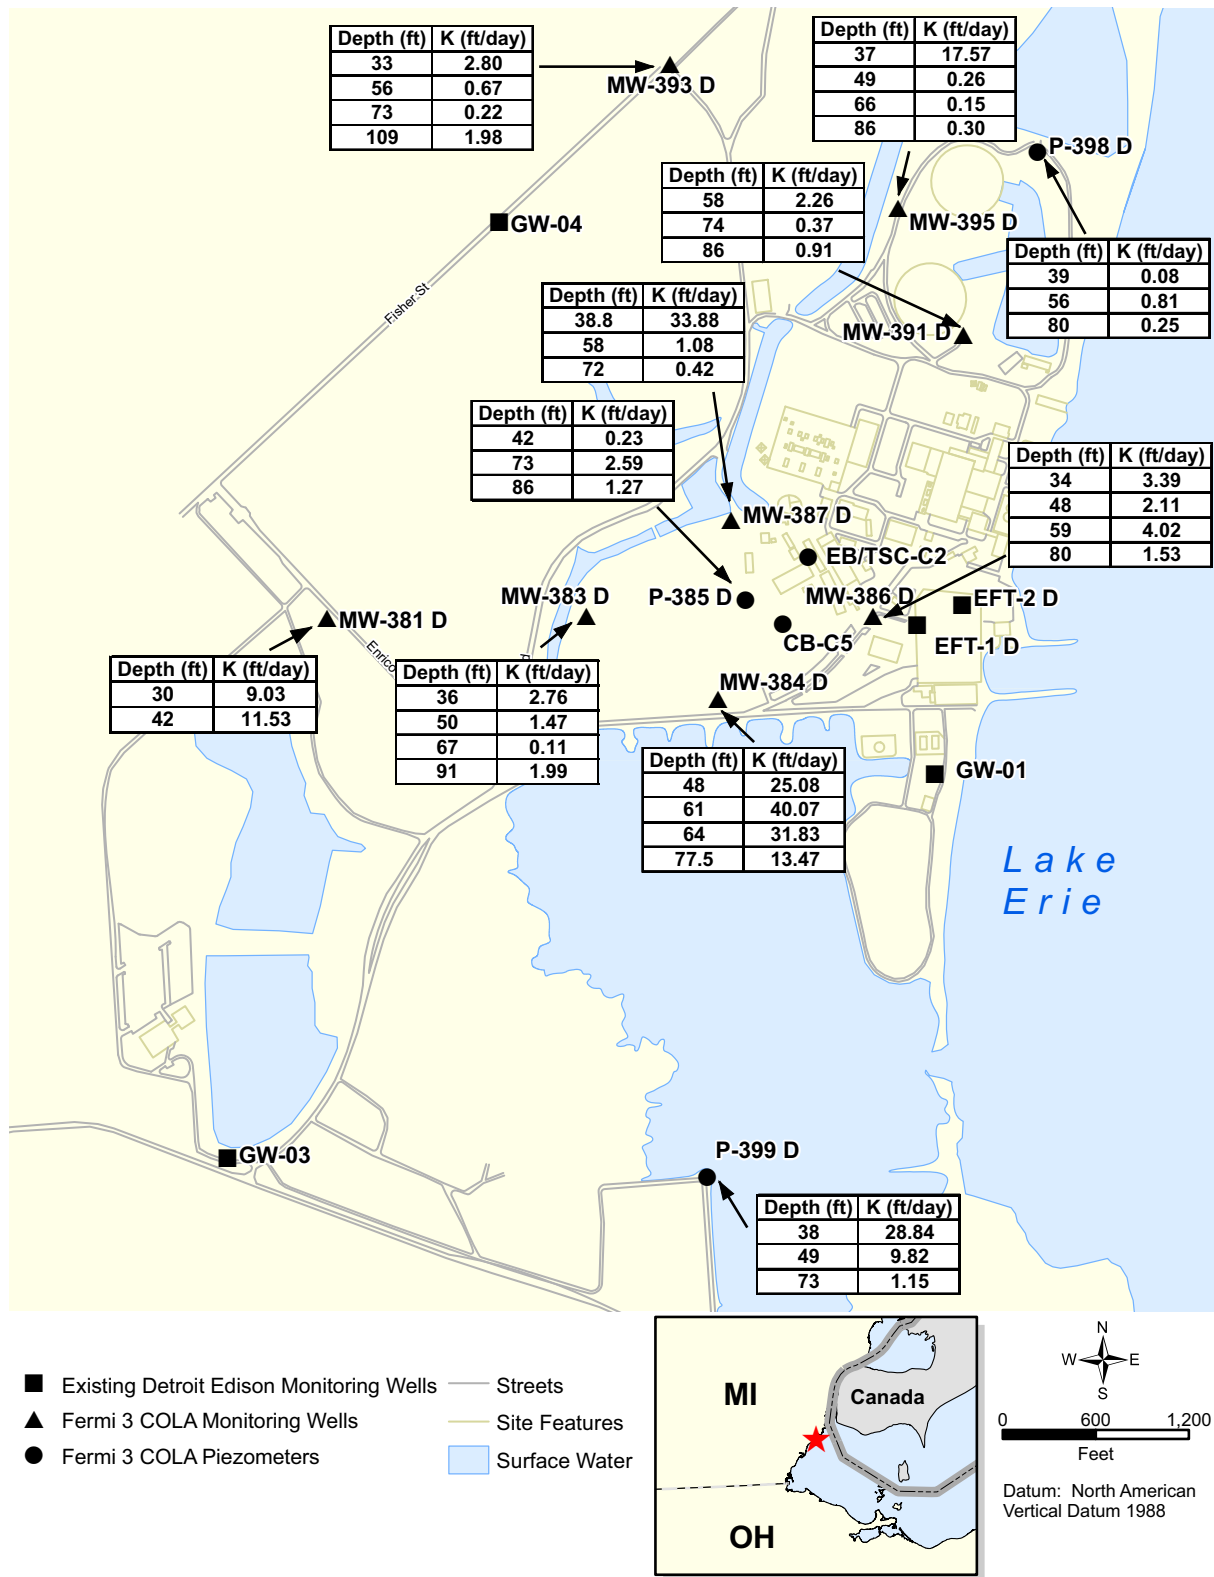 Depth (ft) K (ft/day)
33 2.80
56 0.67
73 0.22
109 1.98
MW-393 D
Depth (ft) K (ft/day)
37 17.57
49 0.26
66 0.15
86 0.30
P-398 D
Depth (ft) K (ft/day)
58 2.26
74 0.37
86 0.91
MW-395 D
GW-04
Depth (ft) K (ft/day)
39 0.08
56 0.81
80 0.25
Fisher St
Depth (ft) K (ft/day)
38.8 33.88
58 1.08
72 0.42
MW-391 D
Depth (ft) K (ft/day)
42 0.23
73 2.59
86 1.27
Depth (ft) K (ft/day)
34 3.39
48 2.11
59 4.02
80 1.53
MW-387 D
EB/TSC-C2
MW-383 D
P-385 D
MW-386 D
EFT-2 D
MW-381 D
CB-C5
EFT-1 D
Enrico
Depth (ft) K (ft/day)
30 9.03
42 11.53
Depth (ft) K (ft/day)
36 2.76
50 1.47
67 0.11
91 1.99
MW-384 D
Depth (ft) K (ft/day)
48 25.08
61 40.07
64 31.83
77.5 13.47
GW-01
Lake
Erie
GW-03
P-399 D
Depth (ft) K (ft/day)
38 28.84
49 9.82
73 1.15
Existing Detroit Edison Monitoring Wells
Fermi 3 COLA Monitoring Wells
Fermi 3 COLA Piezometers
Streets
Site Features
Surface Water
MI
Canada
OH
N
W E
S
0 600 1,200
Feet
Datum: North American
Vertical Datum 1988